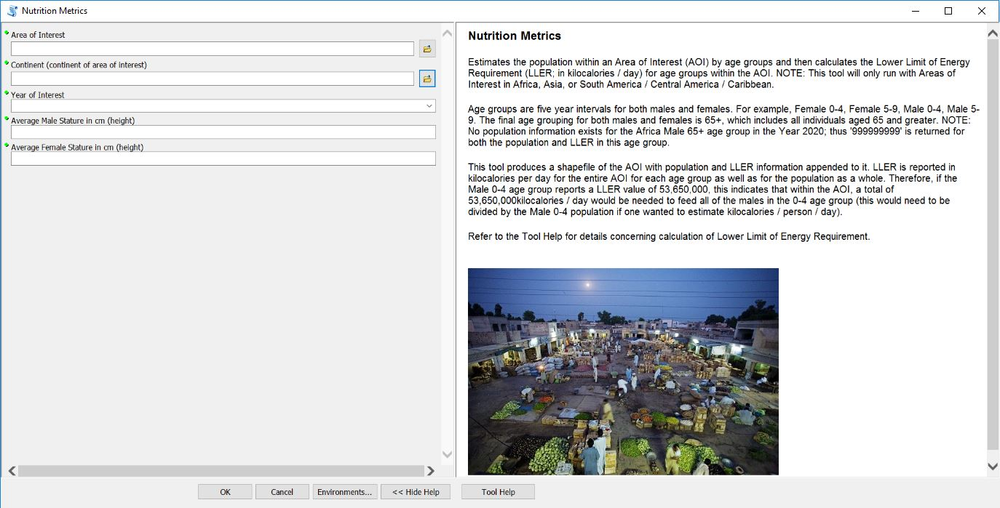 Nutrition Metrics
Area of Interest
Continent (continent of area of interest)
Year of Interest
Average Male Stature in cm (height)
Average Female Stature in cm (height)
Nutrition Metrics
Estimates the population within an Area of Interest (AOI) by age groups and then calculates the Lower Limit of Energy
Requirement (LLER; in kilocalories / day) for age groups within the AOI. NOTE: This tool will only run with Areas of
Interest in Africa, Asia, or South America / Central America / Caribbean.
Age groups are five year intervals for both males and females. For example, Female 0-4, Female 5-9, Male 0-4, Male 5-
9. The final age grouping for both males and females is 65+, which includes all individuals aged 65 and greater. NOTE:
No population information exists for the Africa Male 65+ age group in the Year 2020; thus '999999999' is returned for
both the population and LLER in this age group.
This tool produces a shapefile of the AOI with population and LLER information appended to it. LLER is reported in
kilocalories per day for the entire AOI for each age group as well as for the population as a whole. Therefore, if the
Male 0-4 age group reports a LLER value of 53,650,000, this indicates that within the AOI, a total of
53,650,000kilocalories / day would be needed to feed all of the males in the 0-4 age group (this would need to be
divided by the Male 0-4 population if one wanted to estimate kilocalories / person / day).
Refer to the Tool Help for details concerning calculation of Lower Limit of Energy Requirement.
OK
Cancel
Environments...
<< Hide Help
Tool Help